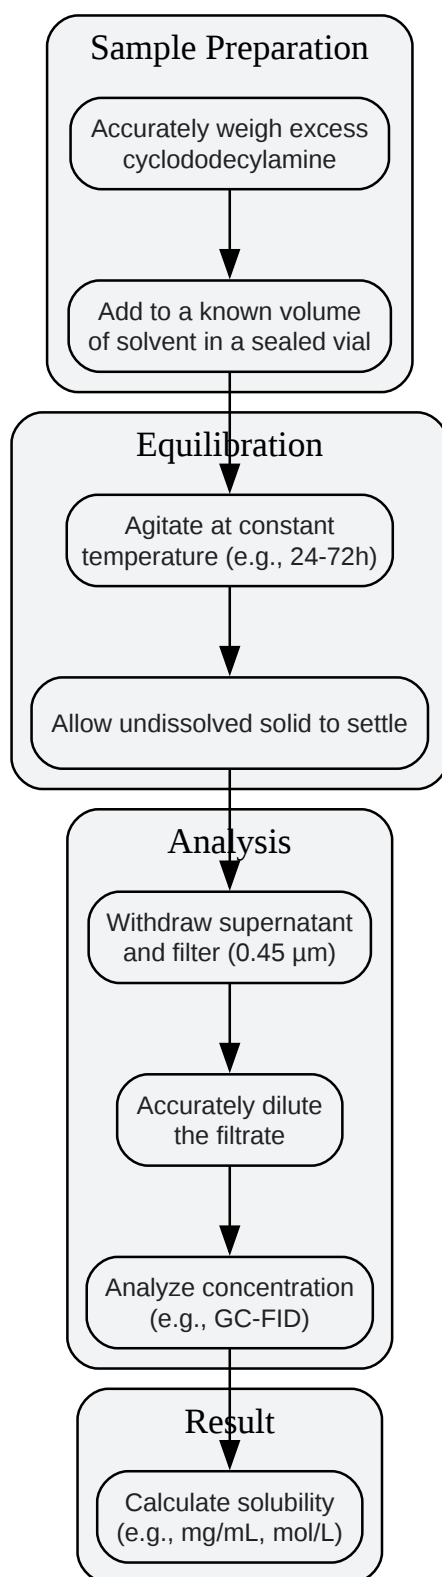 Sample Preparation
Accurately weigh excess
cyclododecylamine
Add to a known volume
of solvent in a sealed vial
Equilibration
Agitate at constant
temperature (e.g., 24-72h)
Allow undissolved solid to settle
Analysis
Withdraw supernatant
and filter (0.45 µm)
Accurately dilute
the filtrate
Analyze concentration
(e.g., GC-FID)
Result
Calculate solubility
(e.g., mg/mL, mol/L)